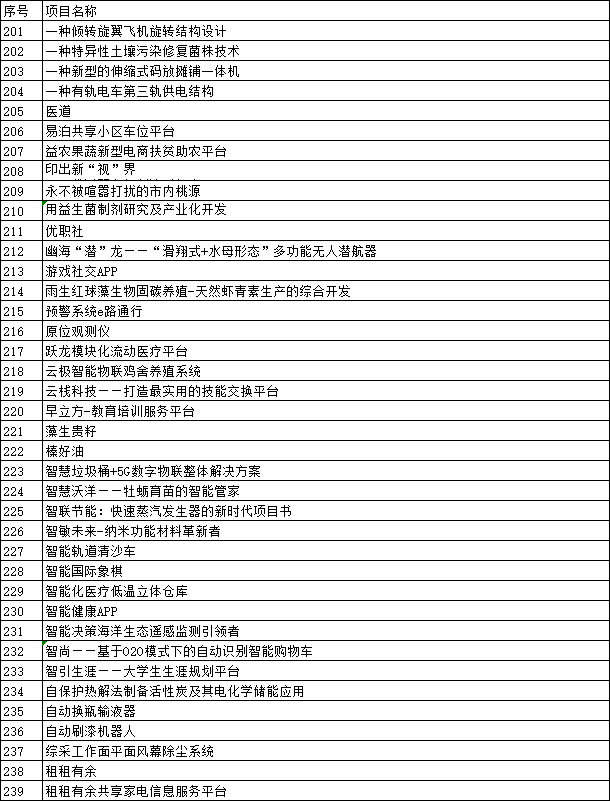 序号 项目名称
201 一种倾转旋翼飞机旋转结构设计
202 一种特异性土壤污染修复菌株技术
203 一种新型的伸缩式码放摊铺一体机
204 一种有轨电车第三轨供电结构
205 医道
206 易泊共享小区车位平台
207 益农果蔬新型电商扶贫助农平台
208 印出新“视”界
209 永不被喧嚣打扰的市内桃源
210 用益生菌制剂研究及产业化开发
211 优职社
212 幽海“潜”龙——“滑翔式+水母形态”多功能无人潜航器
213 游戏社交APP
214 雨生红球藻生物固碳养殖-天然虾青素生产的综合开发
215 预警系统e路通行
216 原位观测仪
217 跃龙模块化流动医疗平台
218 云极智能物联鸡舍养殖系统
219 云栈科技——打造最实用的技能交换平台
220 早立方-教育培训服务平台
221 藻生贵籽
222 榛好油
223 智慧垃圾桶+5G数字物联整体解决方案
224 智慧沃洋——牡蛎育苗的智能管家
225 智联节能：快速蒸汽发生器的新时代项目书
226 智敏未来-纳米功能材料革新者
227 智能轨道清沙车
228 智能国际象棋
229 智能化医疗低温立体仓库
230 智能健康APP
231 智能决策海洋生态遥感监测引领者
232 智尚——基于O2O模式下的自动识别智能购物车
233 智引生涯——大学生生涯规划平台
234 自保护热解法制备活性炭及其电化学储能应用
235 自动换瓶输液器
236 自动刷漆机器人
237 综采工作面平面风幕除尘系统
238 租租有余
239 租租有余共享家电信息服务平台